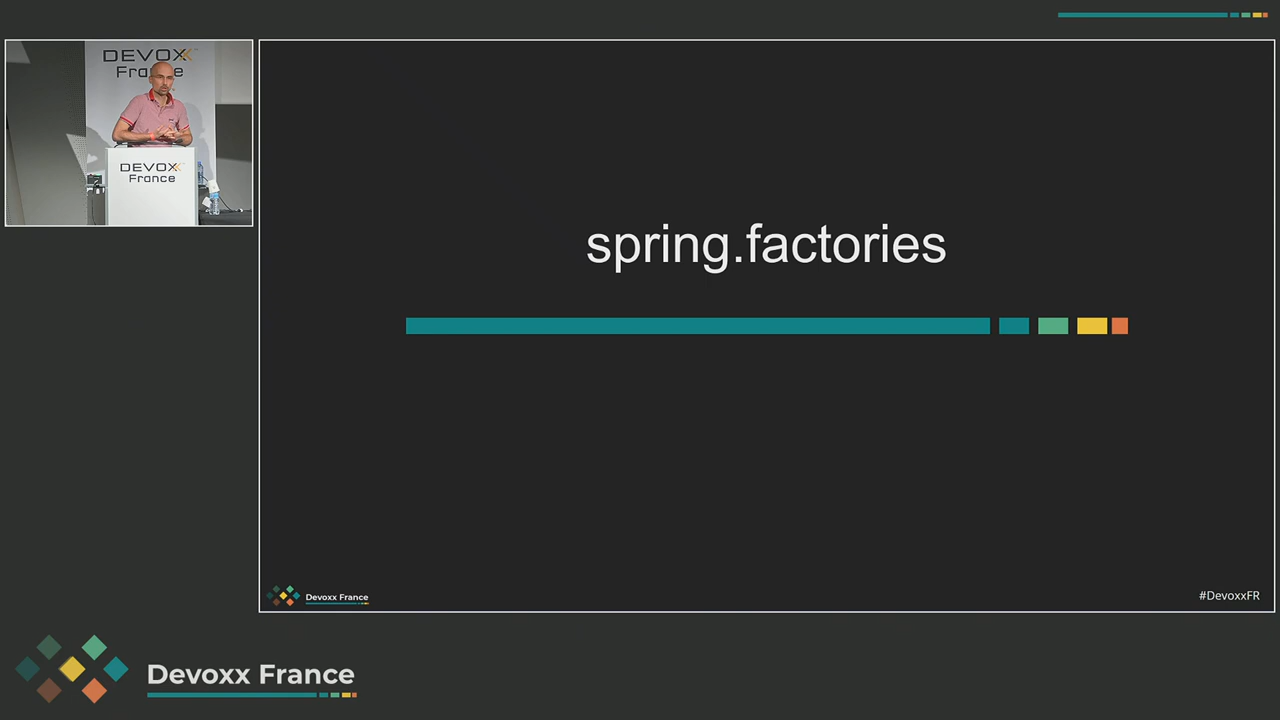 DEVOXX
France
DEVOXX
France
spring.factories
Devoxx France
#DevoxxFR
Devoxx France